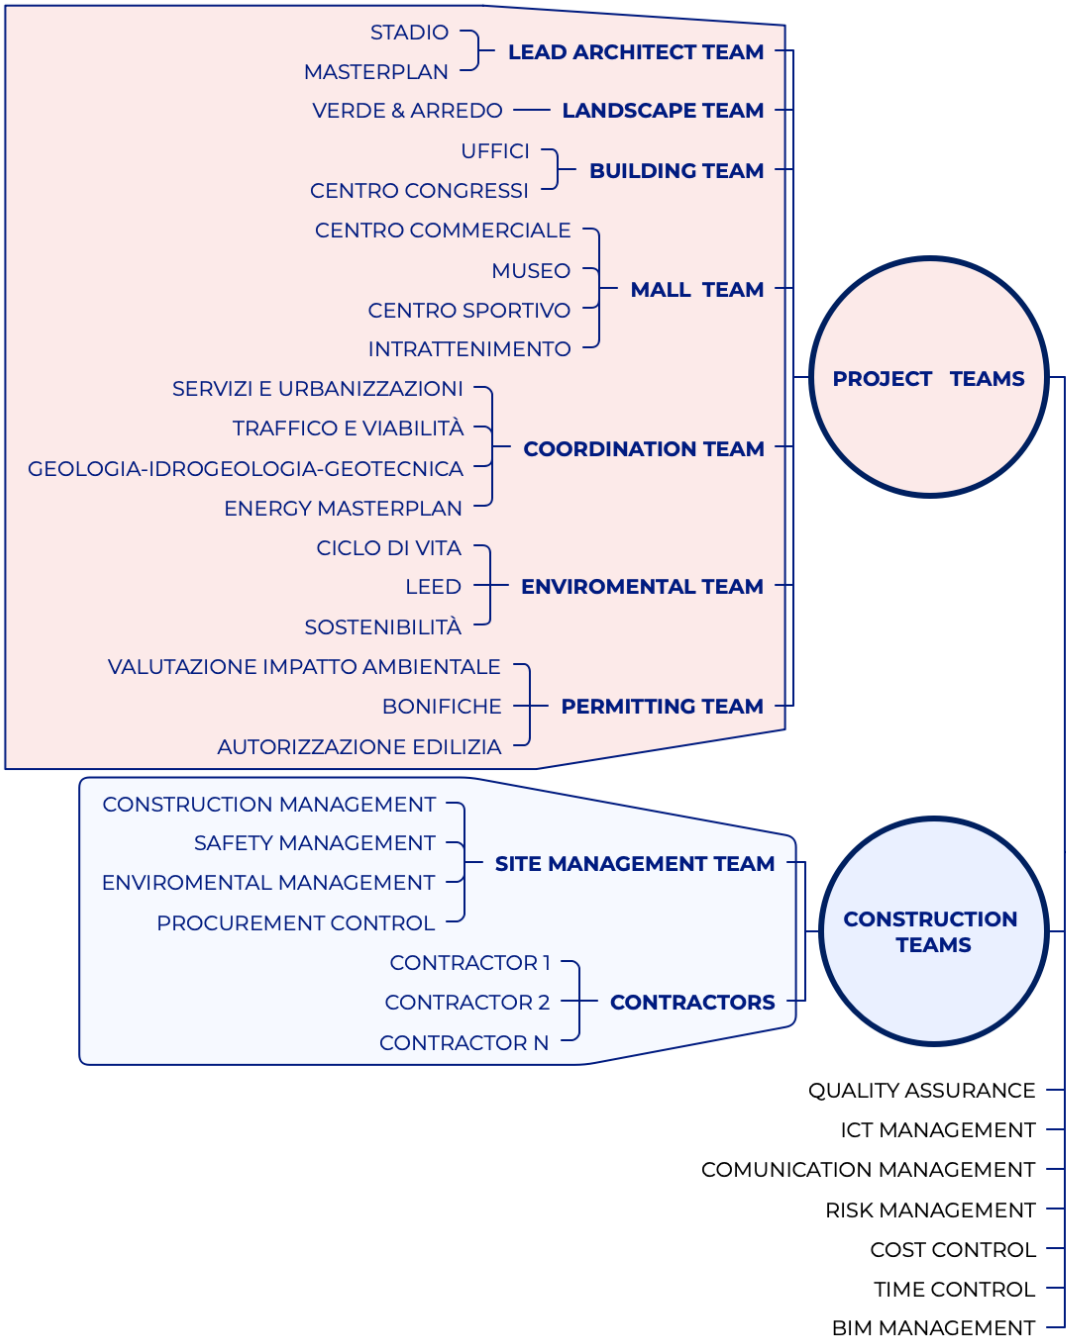 STADIO
MASTERPLAN
LEAD ARCHITECT TEAM
VERDE & ARREDO
LANDSCAPE TEAM
UFFICI
CENTRO CONGRESSI
BUILDING TEAM
CENTRO COMMERCIALE
MUSEO
CENTRO SPORTIVO
INTRATTENIMENTO
MALL TEAM
SERVIZI E URBANIZZAZIONI
TRAFFICO E VIABILITÀ
GEOLOGIA-IDROGEOLOGIA-GEOTECNICA
ENERGY MASTERPLAN
COORDINATION TEAM
CICLO DI VITA
LEED
SOSTENIBILITÀ
ENVIROMENTAL TEAM
VALUTAZIONE IMPATTO AMBIENTALE
BONIFICHE
AUTORIZZAZIONE EDILIZIA
PERMITTING TEAM
PROJECT TEAMS
CONSTRUCTION MANAGEMENT
SAFETY MANAGEMENT
ENVIROMENTAL MANAGEMENT
PROCUREMENT CONTROL
SITE MANAGEMENT TEAM
CONTRACTOR 1
CONTRACTOR 2
CONTRACTOR N
CONTRACTORS
CONSTRUCTION
TEAMS
QUALITY ASSURANCE
ICT MANAGEMENT
COMUNICATION MANAGEMENT
RISK MANAGEMENT
COST CONTROL
TIME CONTROL
BIM MANAGEMENT